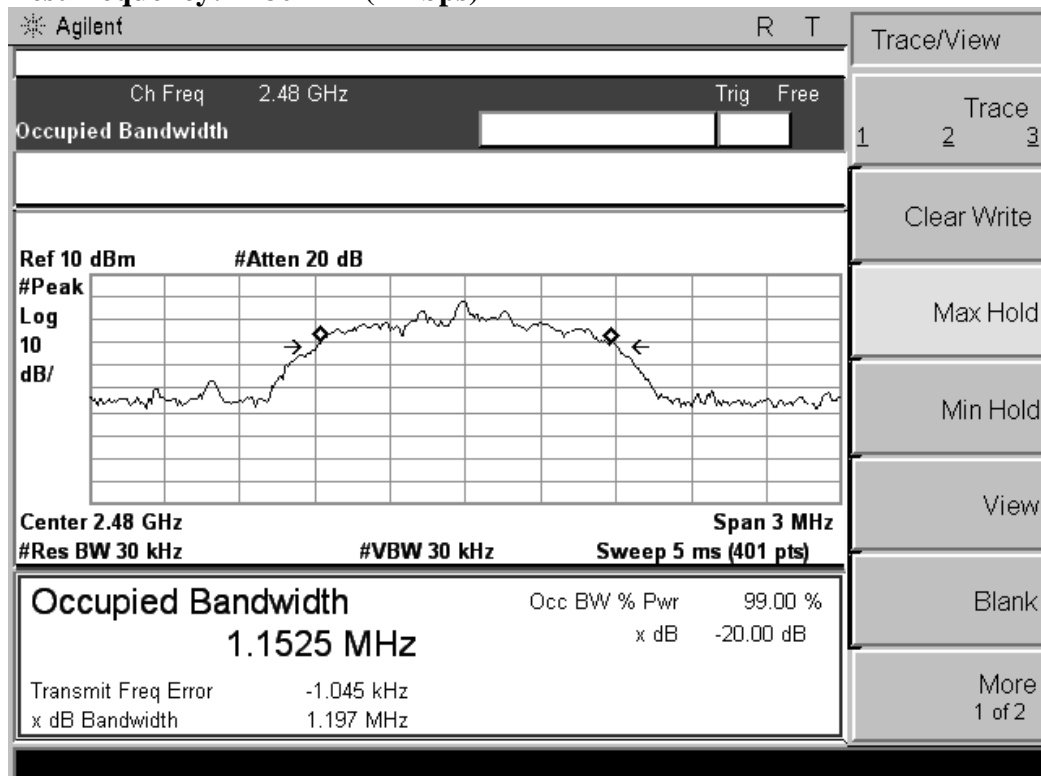 Agilent R T
Trace/View
Ch Freq 2.48 GHz Trig Free
Occupied Bandwidth
Trace
1 2 3
Clear Write
Ref 10 dBm #Atten 20 dB
#Peak
Log
10
dB/
Max Hold
Min Hold
View
Center 2.48 GHz Span 3 MHz
#Res BW 30 kHz #VBW 30 kHz Sweep 5 ms (401 pts)
Occupied Bandwidth
1.1525 MHz
Occ BW % Pwr 99.00 %
x dB -20.00 dB
Transmit Freq Error -1.045 kHz
x dB Bandwidth 1.197 MHz
Blank
More
1 of 2